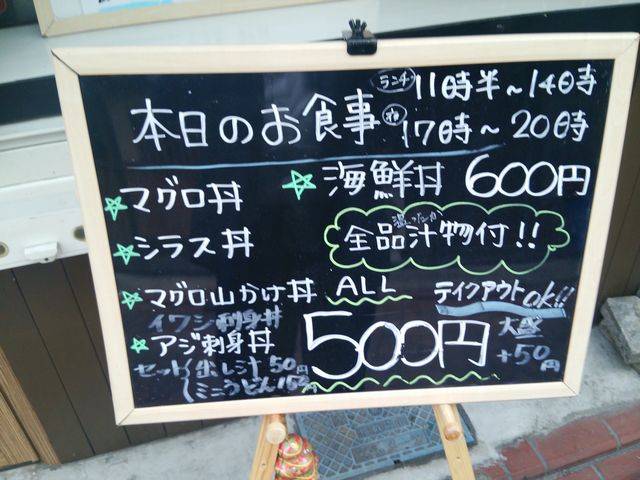 本日のお食事
ランチ 11時半~14時
17時~20時
マグロ丼
海鮮丼 600円
シラス丼
全品汁物付!!
マグロ山かけ丼
ALL
500円
テイクアウトok!!
イワシ刺身丼
アジ刺身丼
大盛
+50円
セット
出し汁 50円
ミニうどん150円